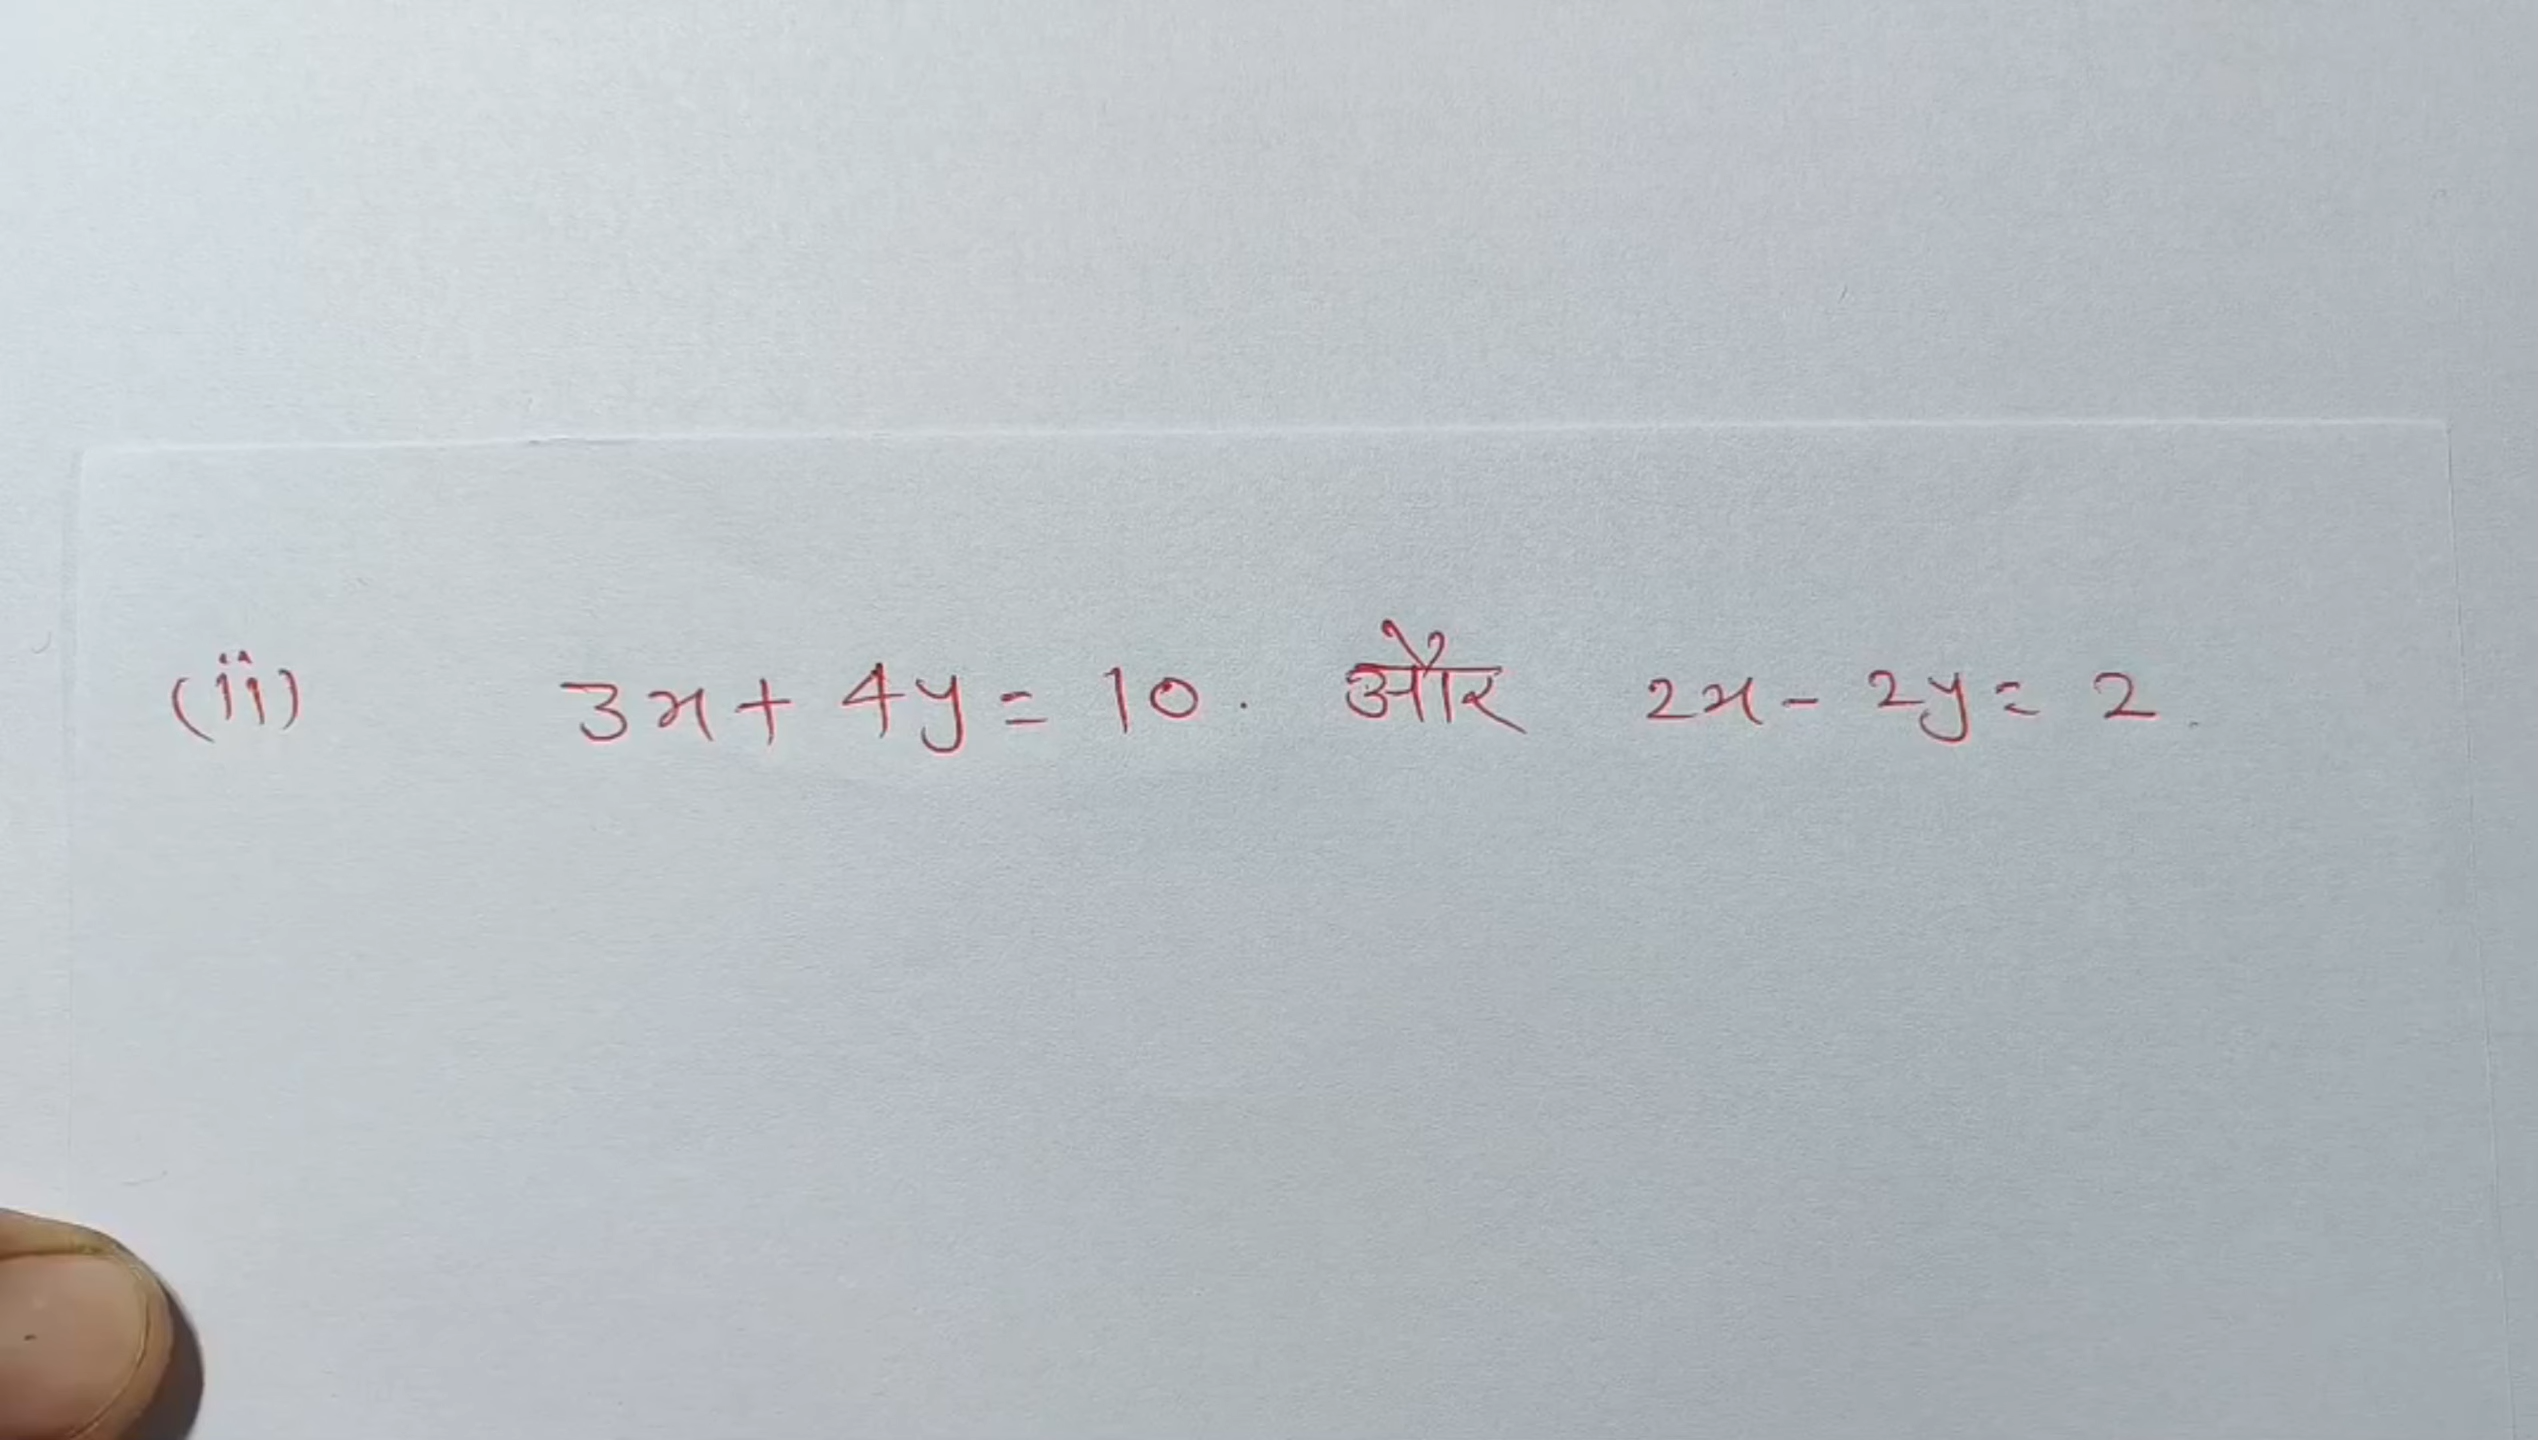 (ii) 3x + 4y = 10. और 2x - 2y = 2.